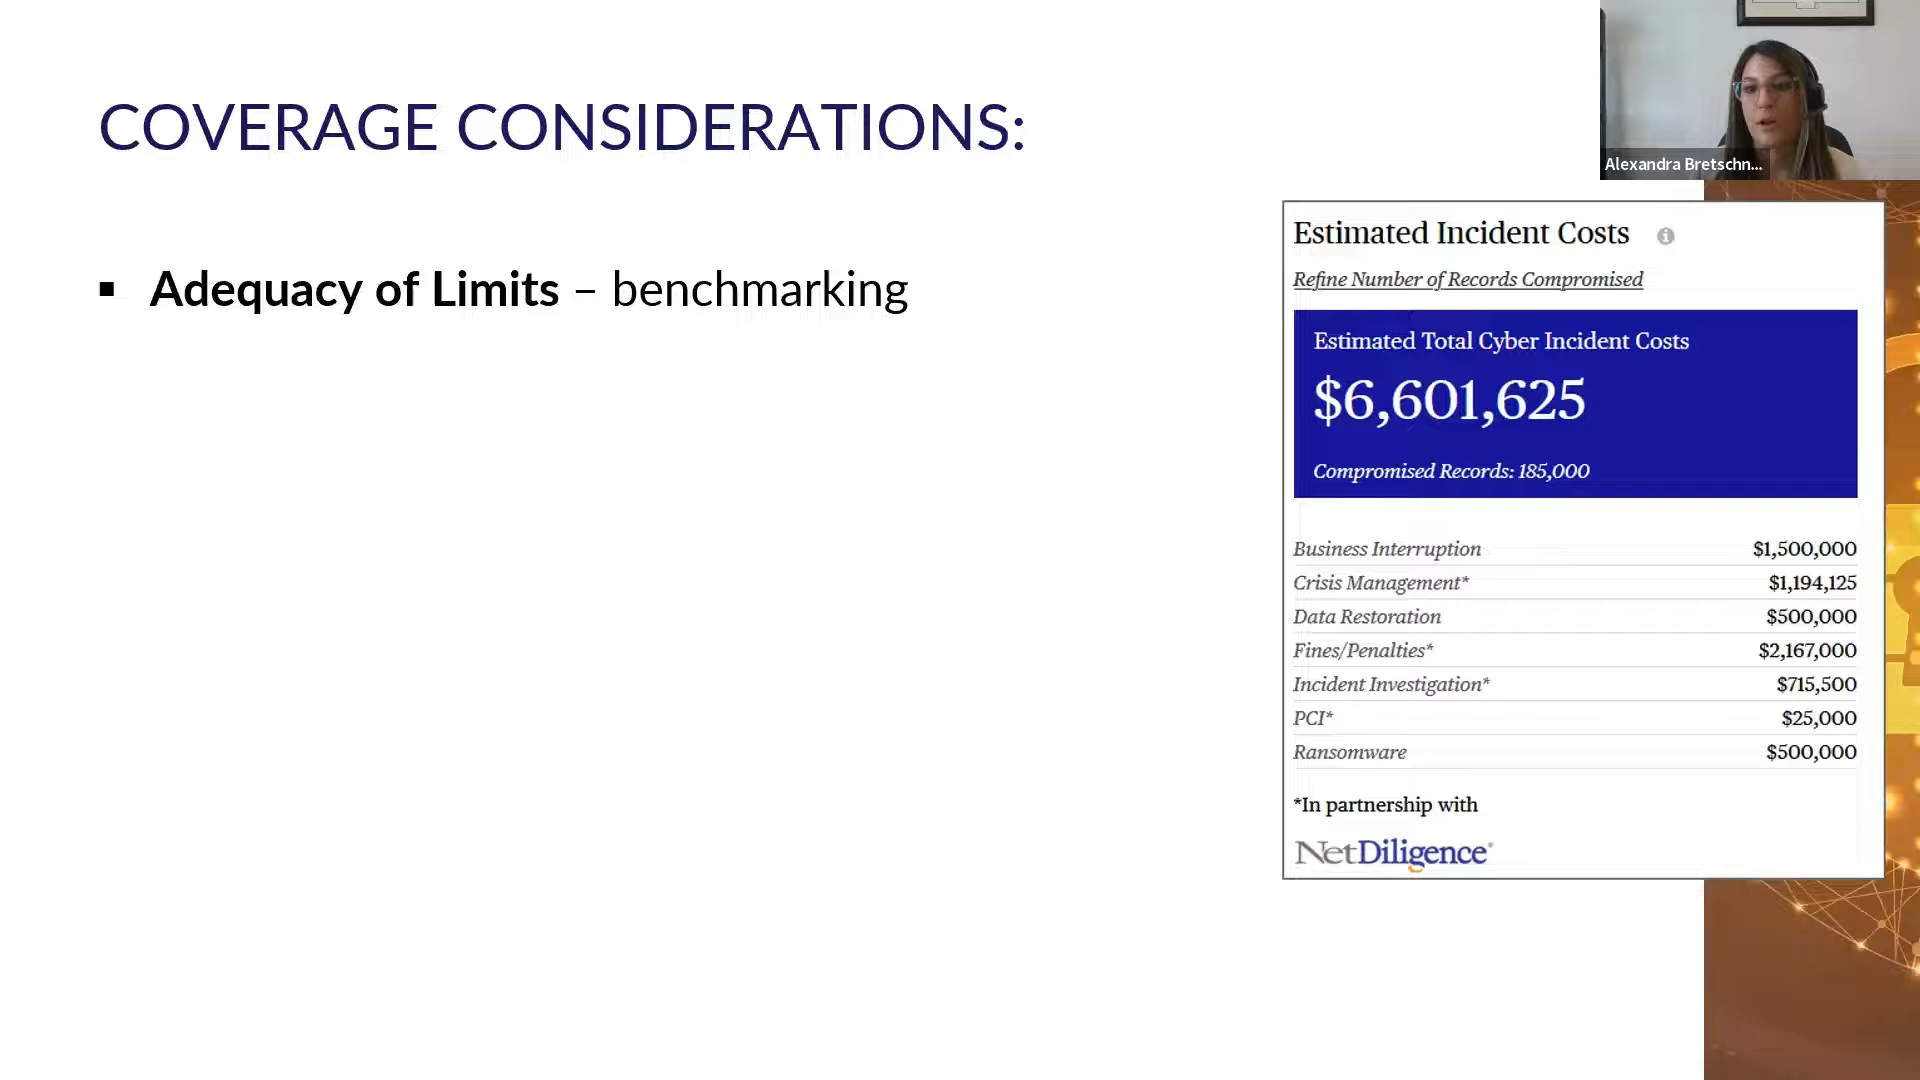 COVERAGE CONSIDERATIONS:
Alexandra Bretschn...
▪ Adequacy of Limits – benchmarking
Estimated Incident Costs
Refine Number of Records Compromised
Estimated Total Cyber Incident Costs
$6,601,625
Compromised Records: 185,000
Business Interruption $1,500,000
Crisis Management* $1,194,125
Data Restoration $500,000
Fines/Penalties* $2,167,000
Incident Investigation* $715,500
PCI* $25,000
Ransomware $500,000
*In partnership with
NetDiligence®